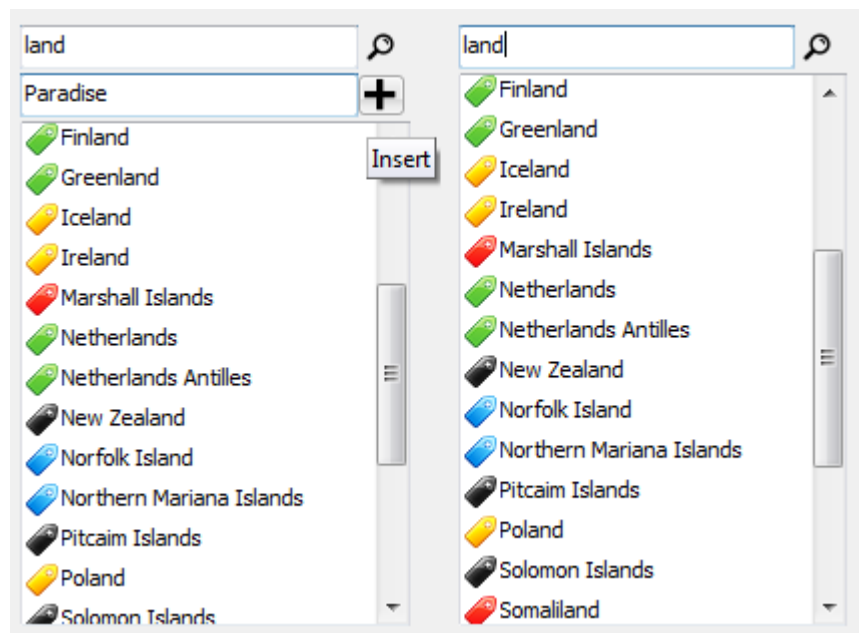 land
Paradise
Insert
Finland
Greenland
Iceland
Ireland
Marshall Islands
Netherlands
Netherlands Antilles
New Zealand
Norfolk Island
Northern Mariana Islands
Pitcaim Islands
Poland
Solomon Islands
land
Finland
Greenland
Iceland
Ireland
Marshall Islands
Netherlands
Netherlands Antilles
New Zealand
Norfolk Island
Northern Mariana Islands
Pitcaim Islands
Poland
Solomon Islands
Somaliland